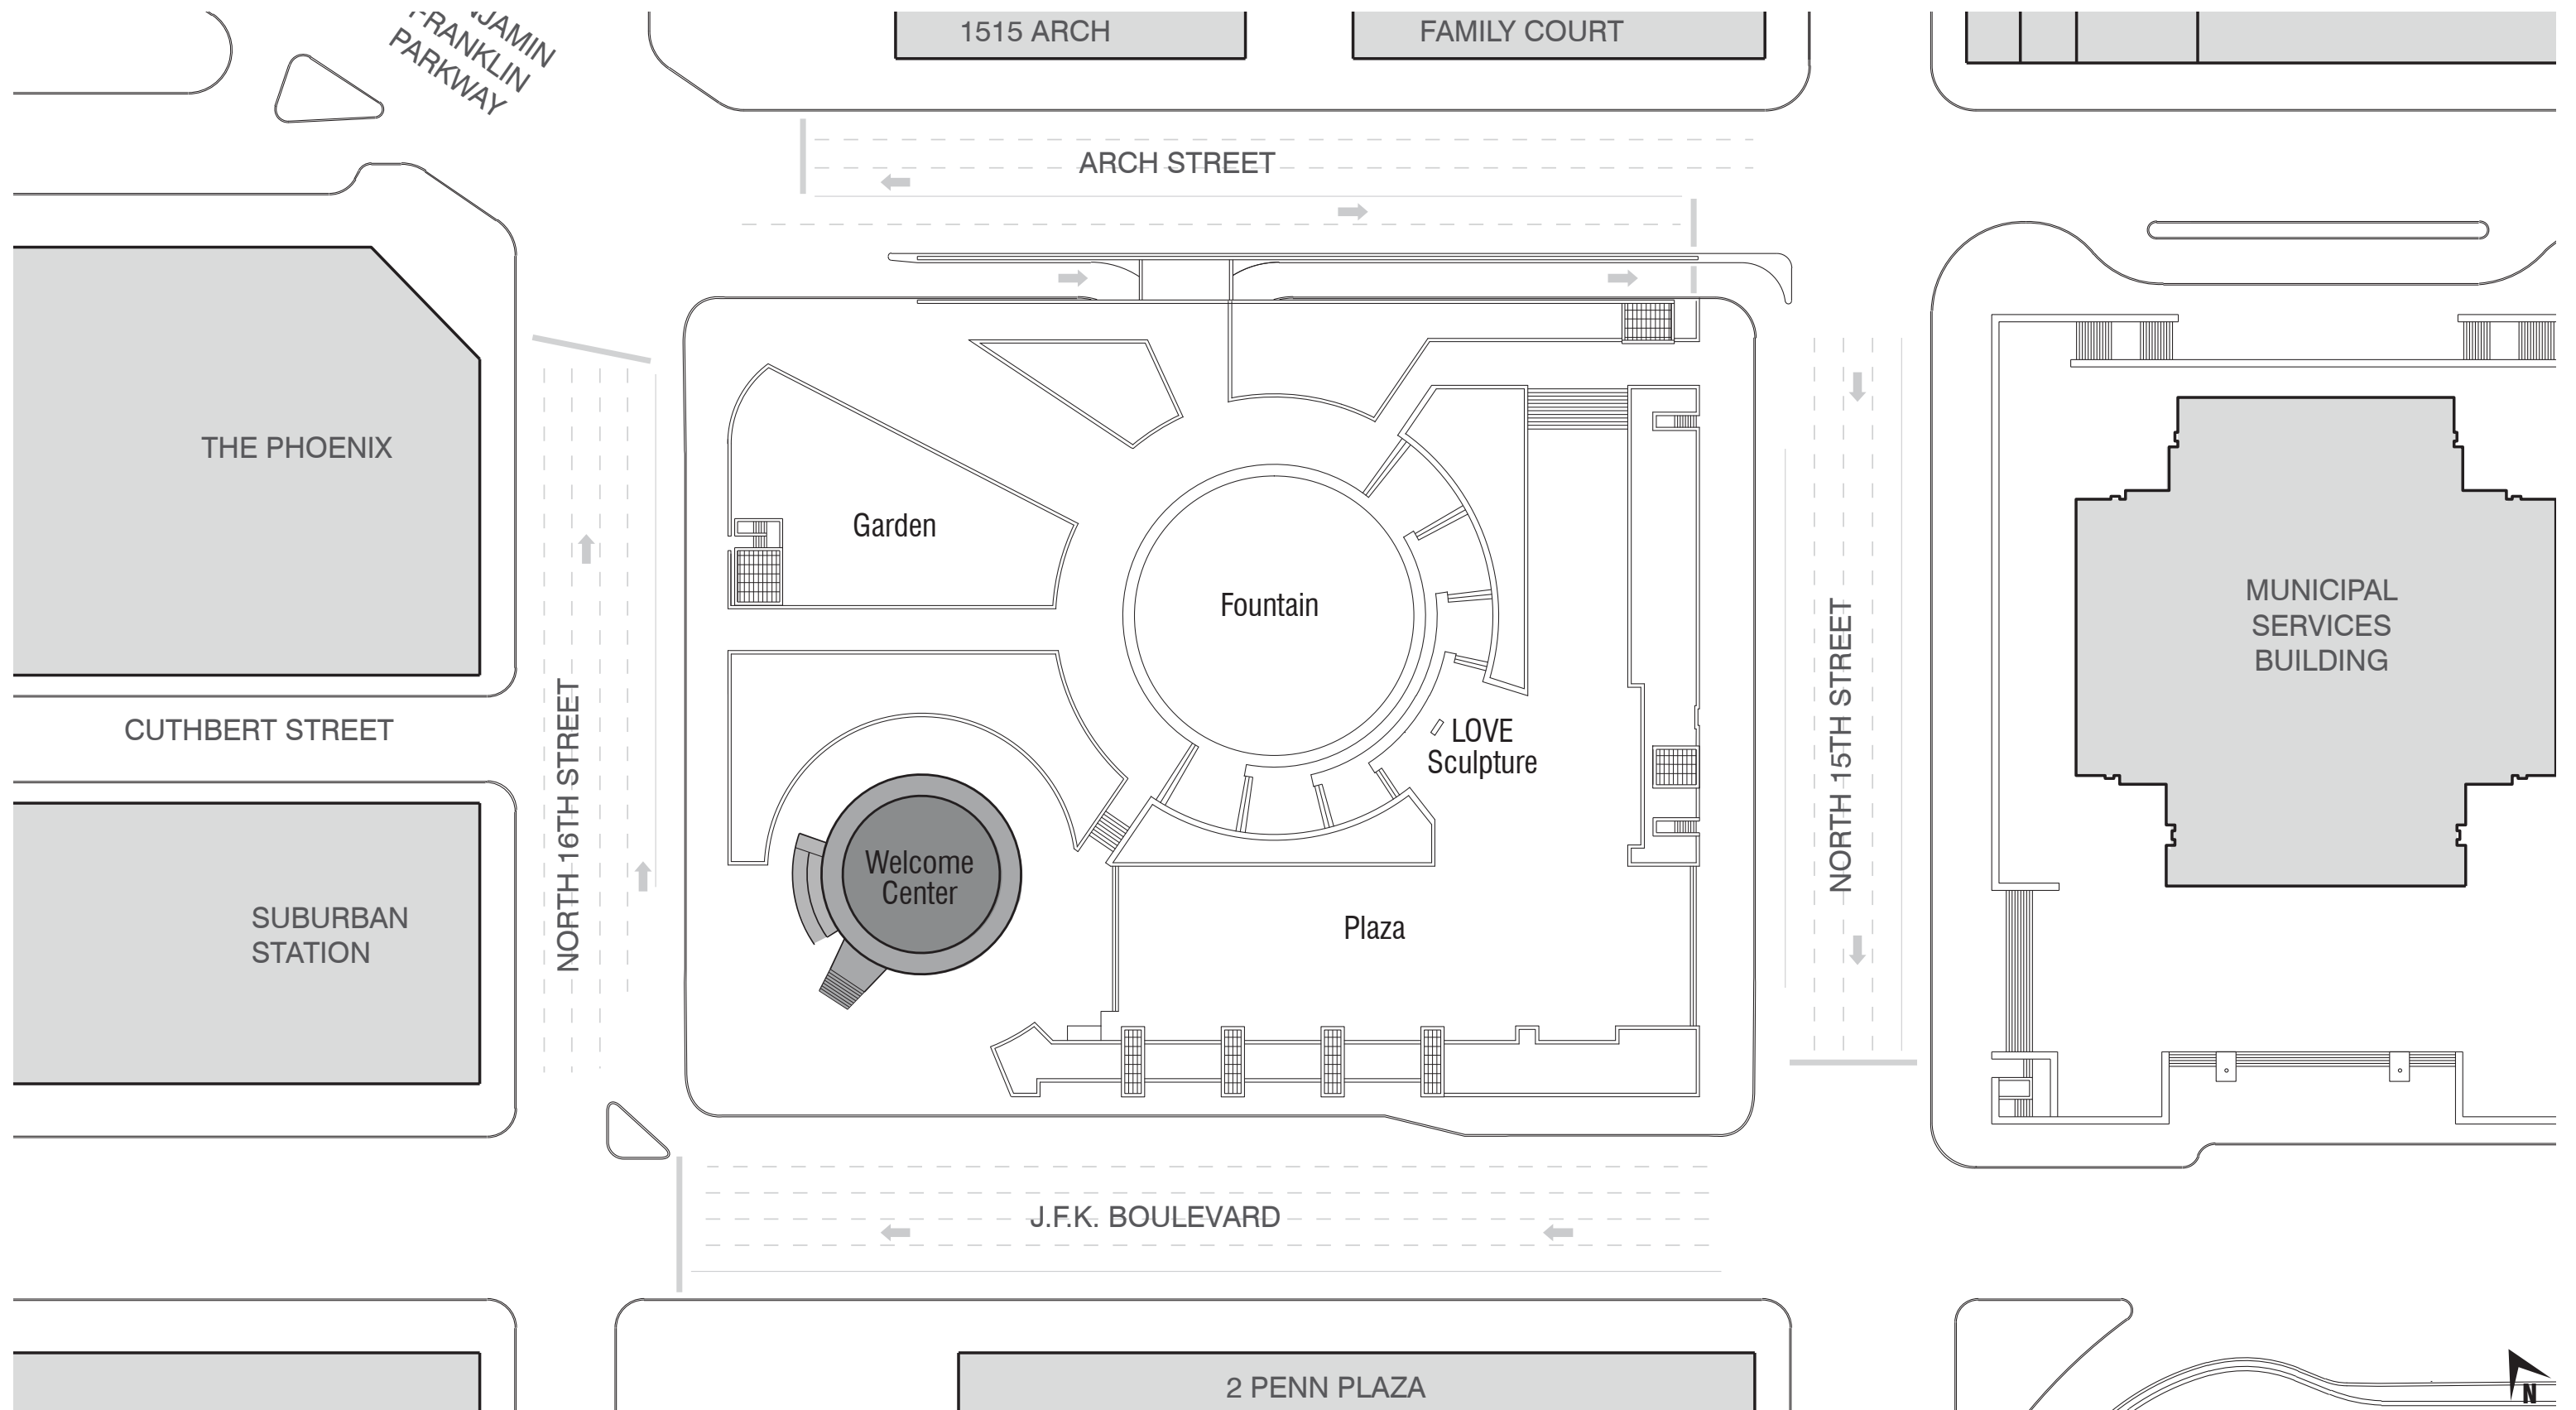 FRANKLIN
PARKWAY
1515 ARCH
FAMILY COURT
ARCH STREET
THE PHOENIX
Garden
Fountain
MUNICIPAL
SERVICES
BUILDING
CUTHBERT STREET
NORTH 16TH STREET
LOVE
Sculpture
NORTH 15TH STREET
Welcome
Center
SUBURBAN
STATION
Plaza
J.F.K. BOULEVARD
2 PENN PLAZA
N